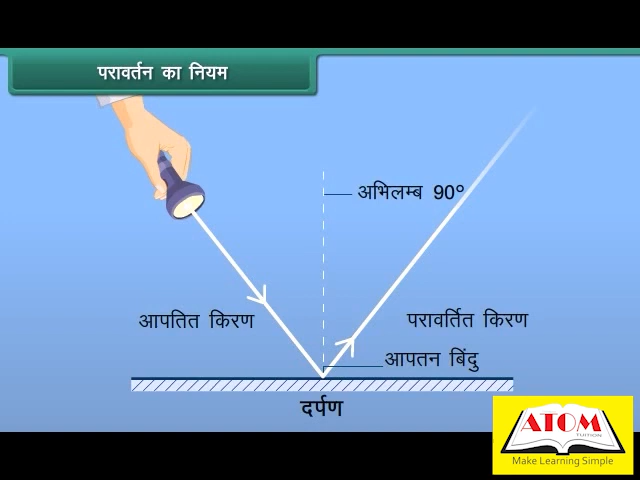 परावर्तन का नियम
अभिलम्ब 90°
आपतित किरण
परावर्तित किरण
आपतन बिंदु
दर्पण
ATOM
TUITION
Make Learning Simple